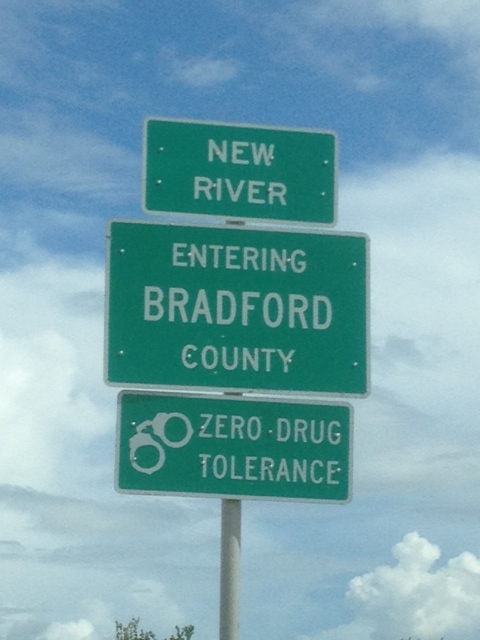 NEW
RIVER
ENTERING
BRADFORD
COUNTY
ZERO DRUG
TOLERANCE